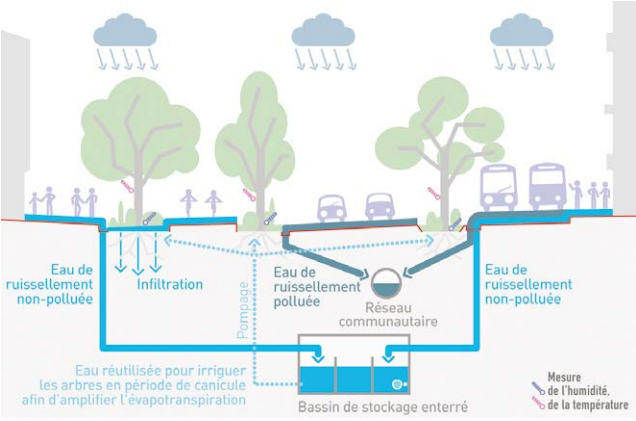 Eau de
ruissellement
non-polluée
Infiltration
Pompage
Eau de
ruissellement
polluée
Réseau
communautaire
Eau de
ruissellement
non-polluée
Eau réutilisée pour irriguer
les arbres en période de canicule
afin d'amplifier l'évapotranspiration
Bassin de stockage enterré
Mesure
de l'humidité,
de la température